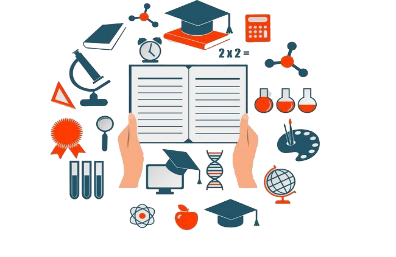 2 x 2 =